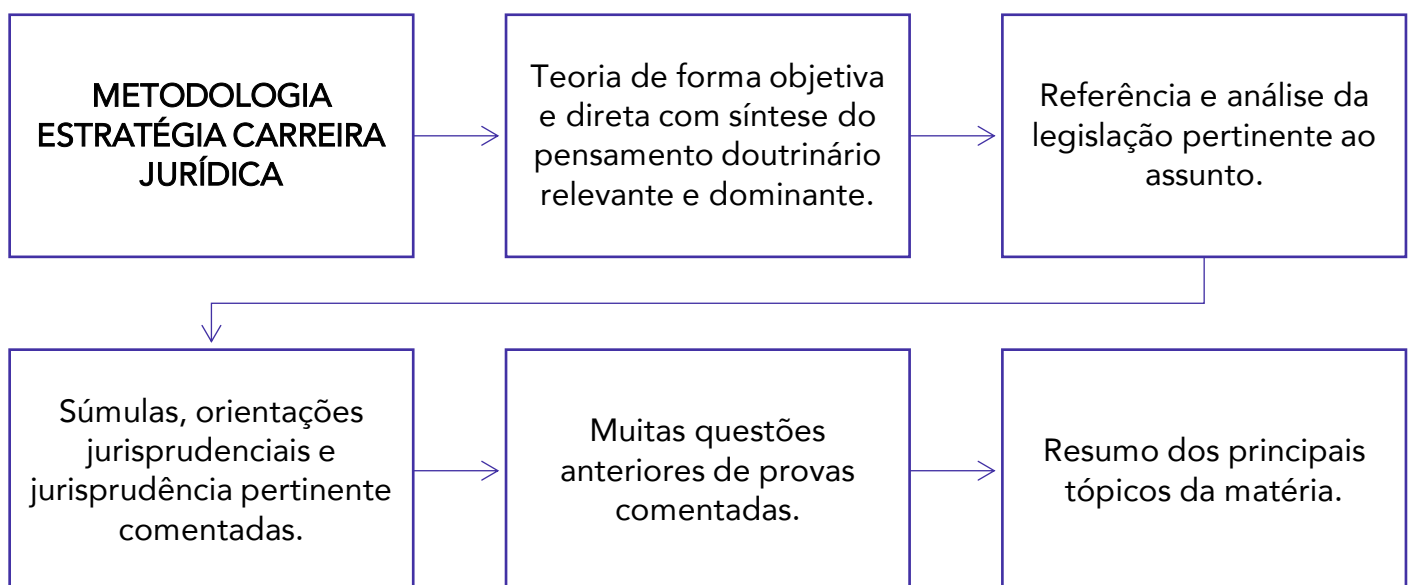 METODOLOGIA
ESTRATÉGIA CARREIRA
JURÍDICA
Teoria de forma objetiva
e direta com síntese do
pensamento doutrinário
relevante e dominante.
Referência e análise da
legislação pertinente ao
assunto.
Súmulas, orientações
jurisprudenciais e
jurisprudência pertinente
comentadas.
Muitas questões
anteriores de provas
comentadas.
Resumo dos principais
tópicos da matéria.